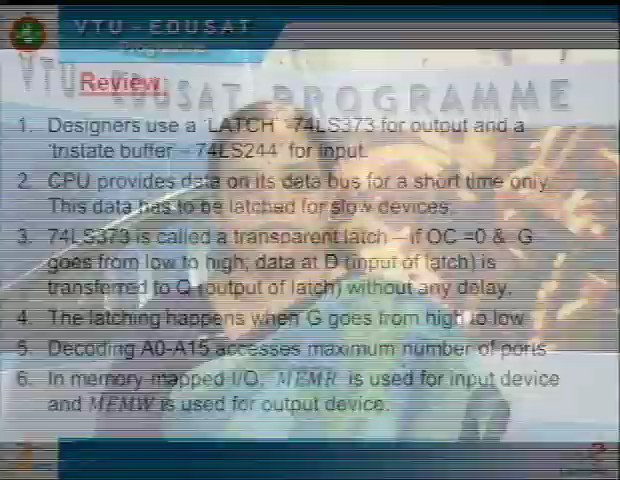 VTU - EDUSAT
Programme
VTU EDUSAT PROGRAMME
Review
1. Designers use a 'LATCH' -74LS373 for output and a
'tristate buffer – 74LS244' for input.
2. CPU provides data on its data bus for a short time only.
This data has to be latched for slow devices.
3. 74LS373 is called a transparent latch – if OC =0 & G
goes from low to high, data at D (input of latch) is
transferred to Q (output of latch) without any delay.
4. The latching happens when G goes from high to low
5. Decoding A0-A15 accesses maximum number of ports
6. In memory mapped I/O, MEMR is used for input device
and MEMW is used for output device.